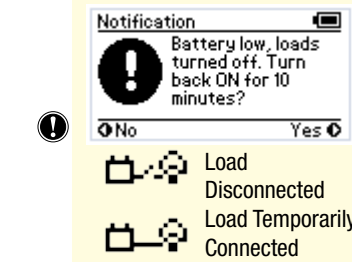 Notification
Battery low, loads
turned off. Turn
back ON for 10
minutes?
No Yes
Load
Disconnected
Load Temporarily
Connected